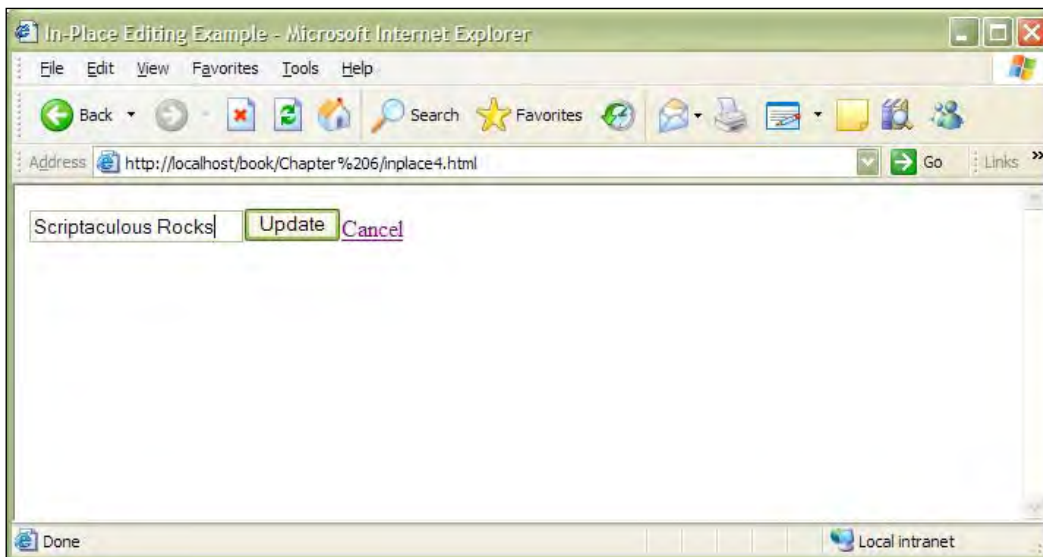 In-Place Editing Example - Microsoft Internet Explorer
File Edit View Favorites Tools Help
Back Search Favorites
Address http://localhost/book/Chapter%206/inplace4.html Go Links »
Scriptaculous Rocks Update Cancel
Done Local intranet